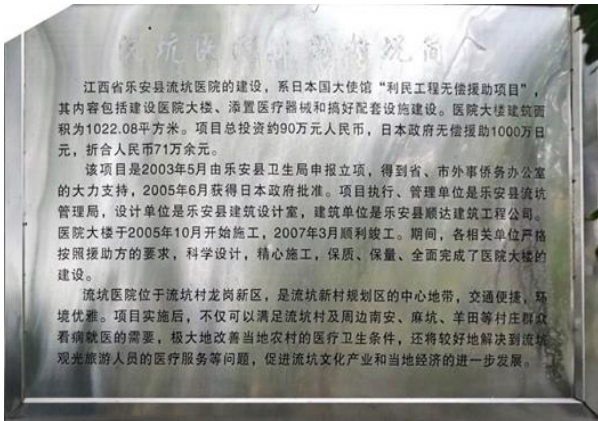 流坑医院
简介
江西省乐安县流坑医院的建设，系日本国大使馆“利民工程无偿援助项目”，
其内容包括建设医院大楼、添置医疗器械和搞好配套设施建设。医院大楼建筑面
积为1022.08平方米。项目总投资约90万元人民币，日本政府无偿援助1000万日
元，折合人民币71万余元。
该项目是2003年5月由乐安县卫生局申报立项，得到省、市外事侨务办公室
的大力支持，2005年6月获得日本政府批准。项目执行、管理单位是乐安县流坑
管理局，设计单位是乐安县建筑设计室，建筑单位是乐安县顺达建筑工程公司。
医院大楼于2005年10月开始施工，2007年3月顺利竣工。期间，各相关单位严格
按照援助方的要求，科学设计，精心施工，保质、保量、全面完成了医院大楼的
建设。
流坑医院位于流坑村龙岗新区，是流坑新村规划区的中心地带，交通便捷，环
境优雅。项目实施后，不仅可以满足流坑村及周边南安、麻坑、羊田等村庄群众
看病就医的需要，极大地改善当地农村的医疗卫生条件，还将较好地解决到流坑
观光旅游人员的医疗服务等问题，促进流坑文化产业和当地经济的进一步发展。